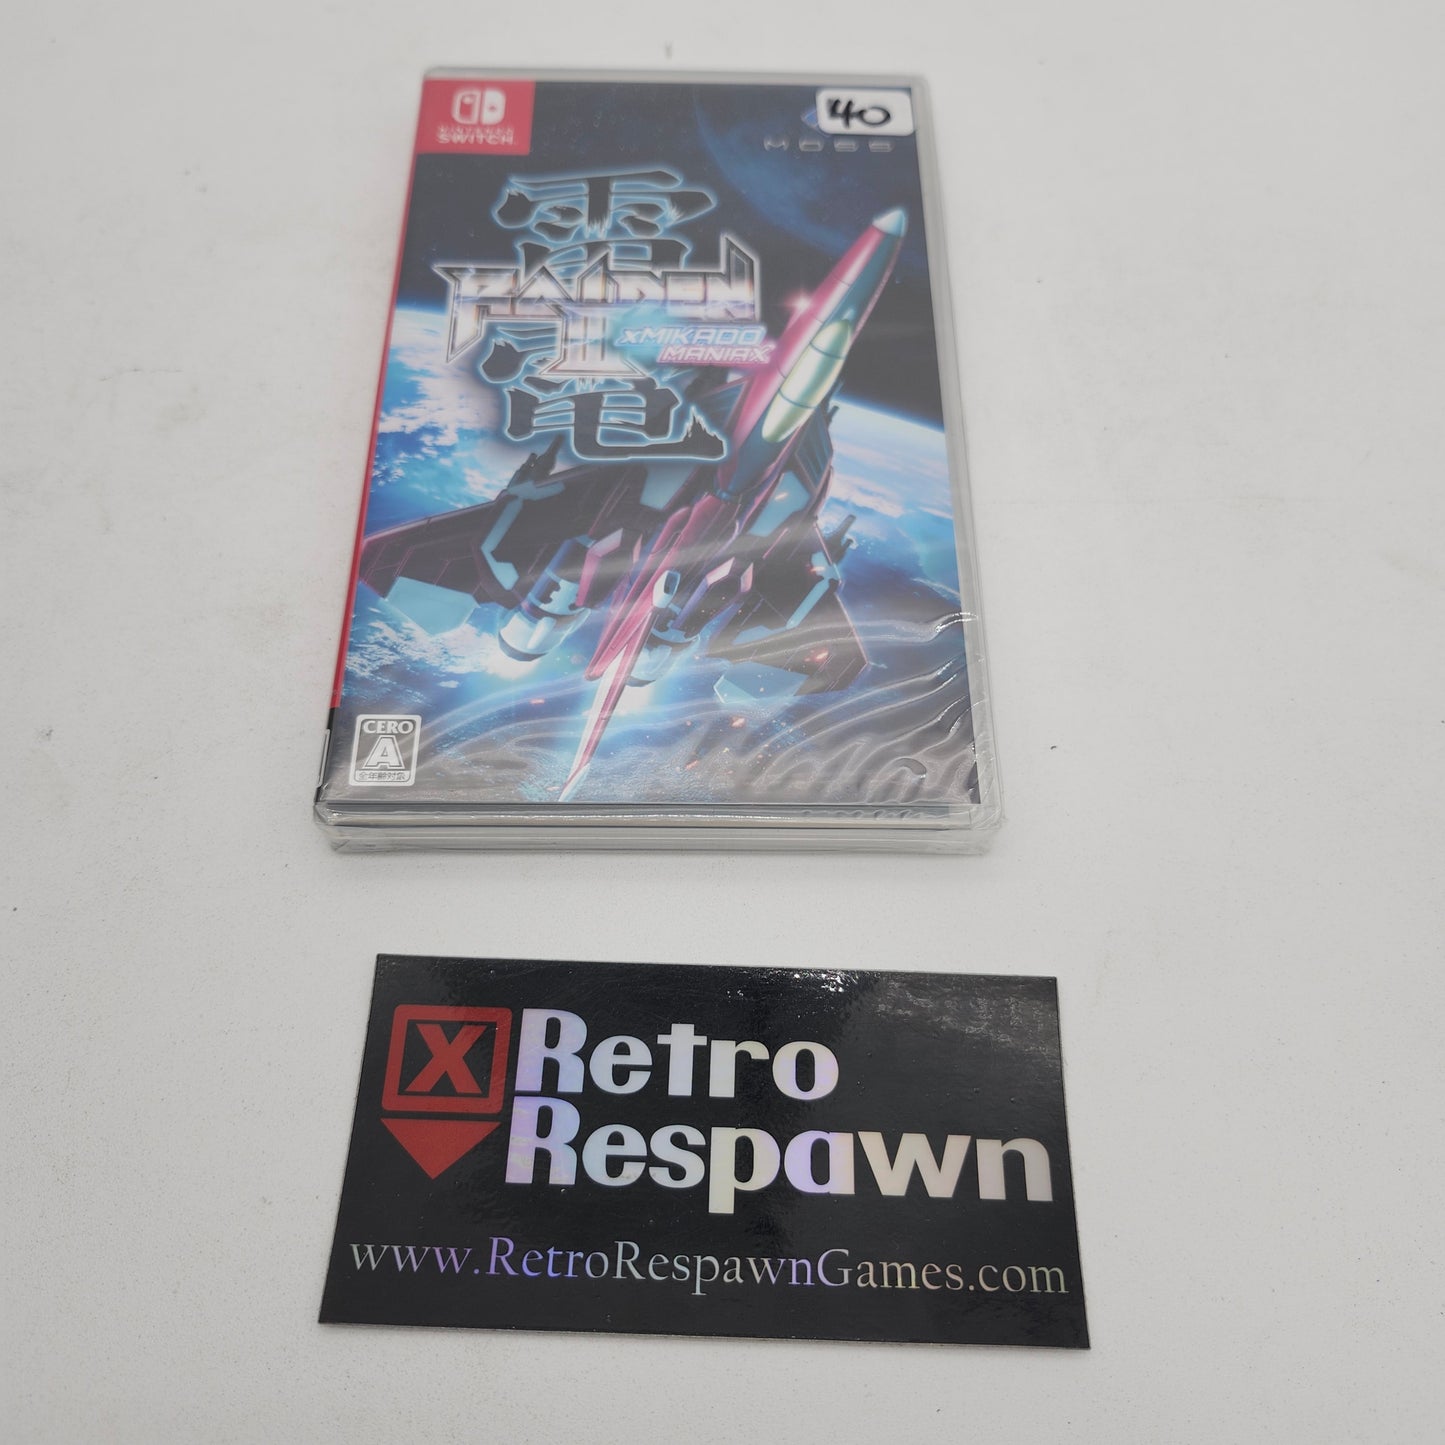 NINTENDO
SWITCH
40
MOSS
雷
RAIDEN
III
xMIKADO
MANIAX
電
CERO
A
全年齢対象
X Retro
Respawn
www.RetroRespawnGames.com